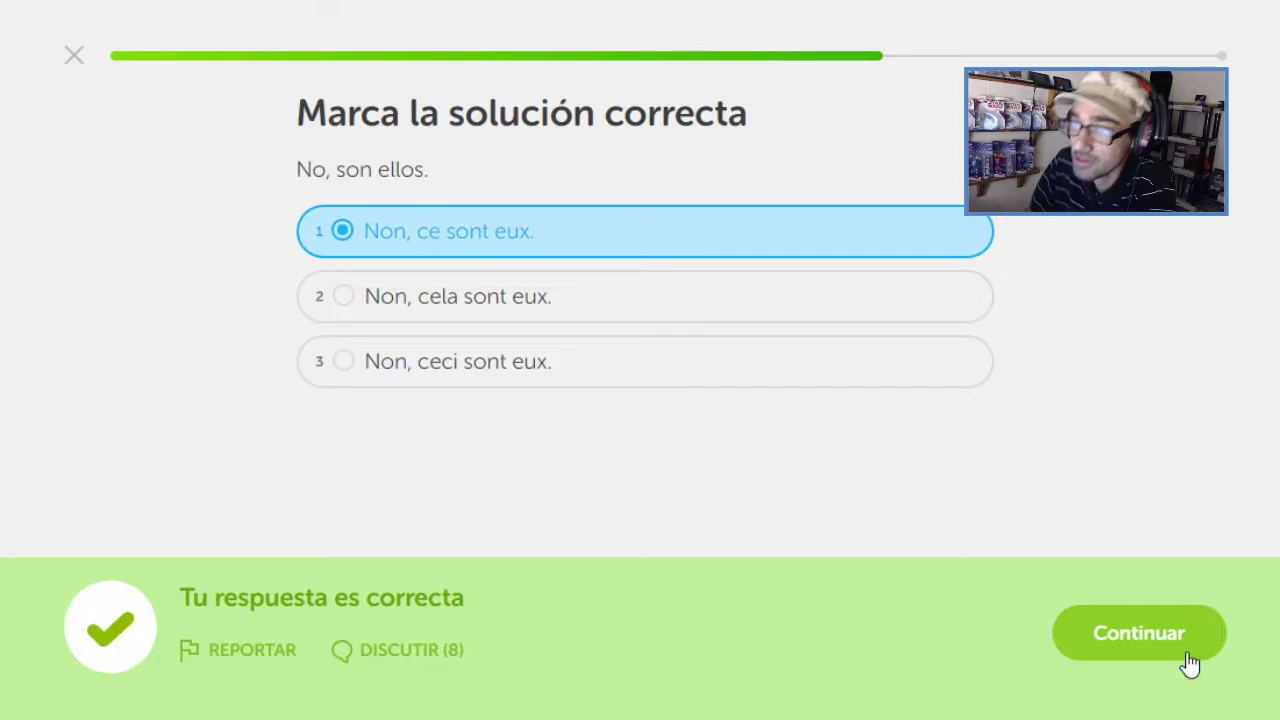 Marca la solución correcta
No, son ellos.
1 Non, ce sont eux.
2 Non, cela sont eux.
3 Non, ceci sont eux.
Tu respuesta es correcta
REPORTAR DISCUTIR (8)
Continuar